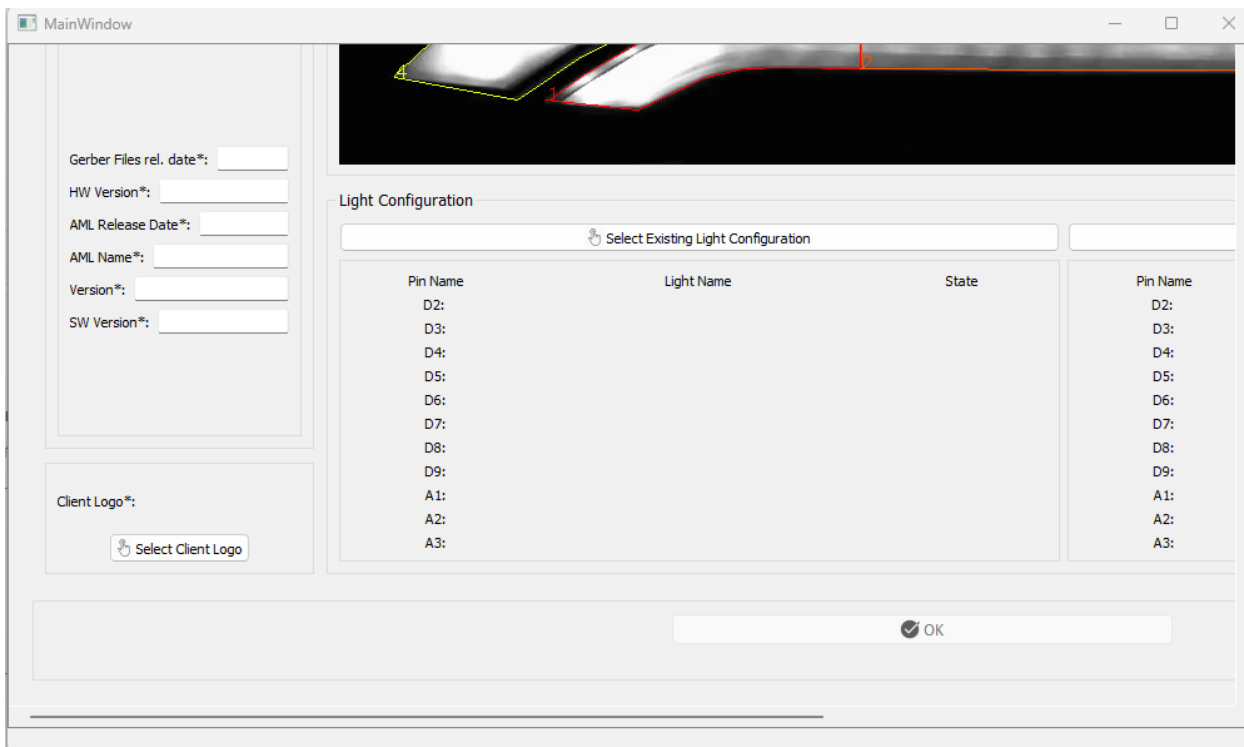 MainWindow
4
1
2
Gerber Files rel. date*:
HW Version*:
AML Release Date*:
AML Name*:
Version*:
SW Version*:
Client Logo*:
Select Client Logo
Light Configuration
Select Existing Light Configuration
Pin Name Light Name State
D2:
D3:
D4:
D5:
D6:
D7:
D8:
D9:
A1:
A2:
A3:
Pin Name
D2:
D3:
D4:
D5:
D6:
D7:
D8:
D9:
A1:
A2:
A3:
OK